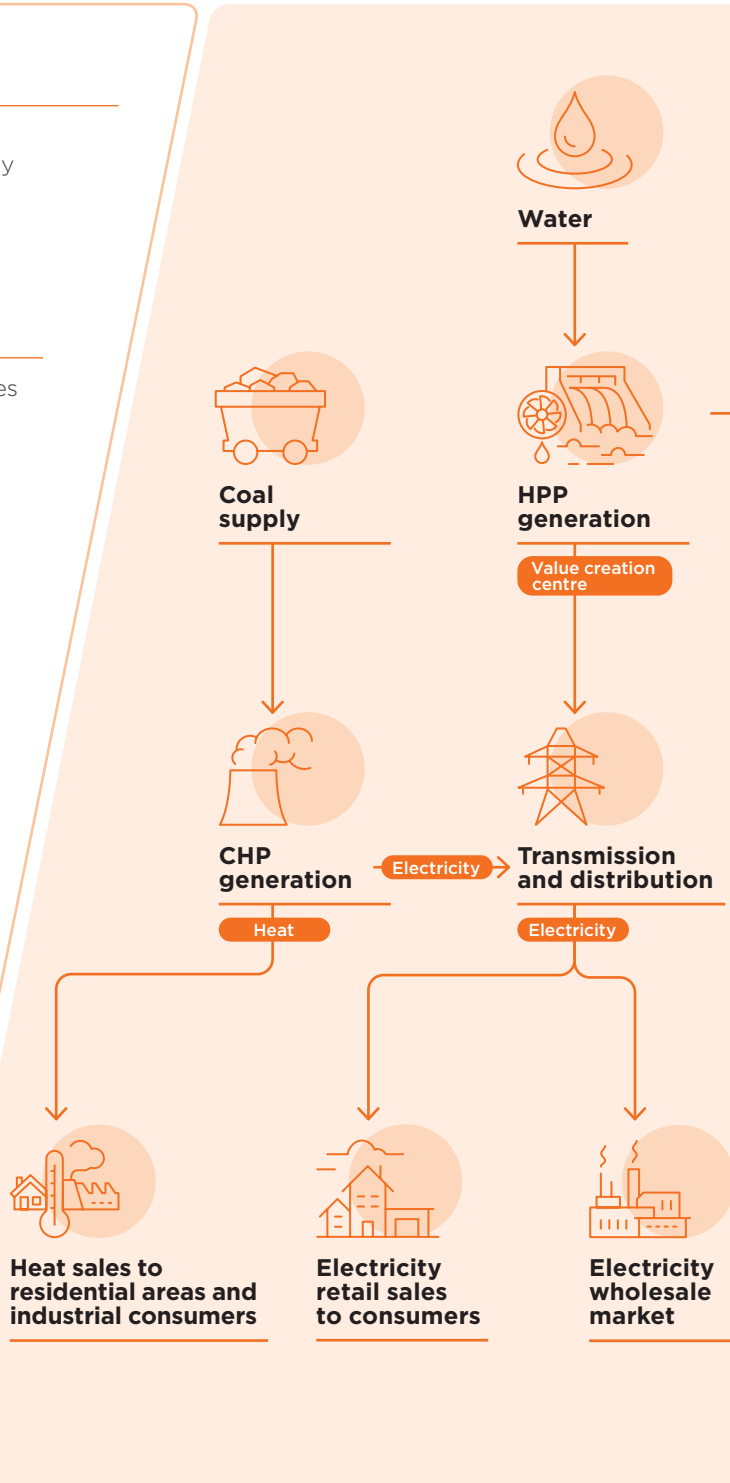 y
es
Water
Coal
supply
HPP
generation
Value creation
centre
CHP
generation
Electricity
Transmission
and distribution
Heat
Electricity
Heat sales to
residential areas and
industrial consumers
Electricity
retail sales
to consumers
Electricity
wholesale
market